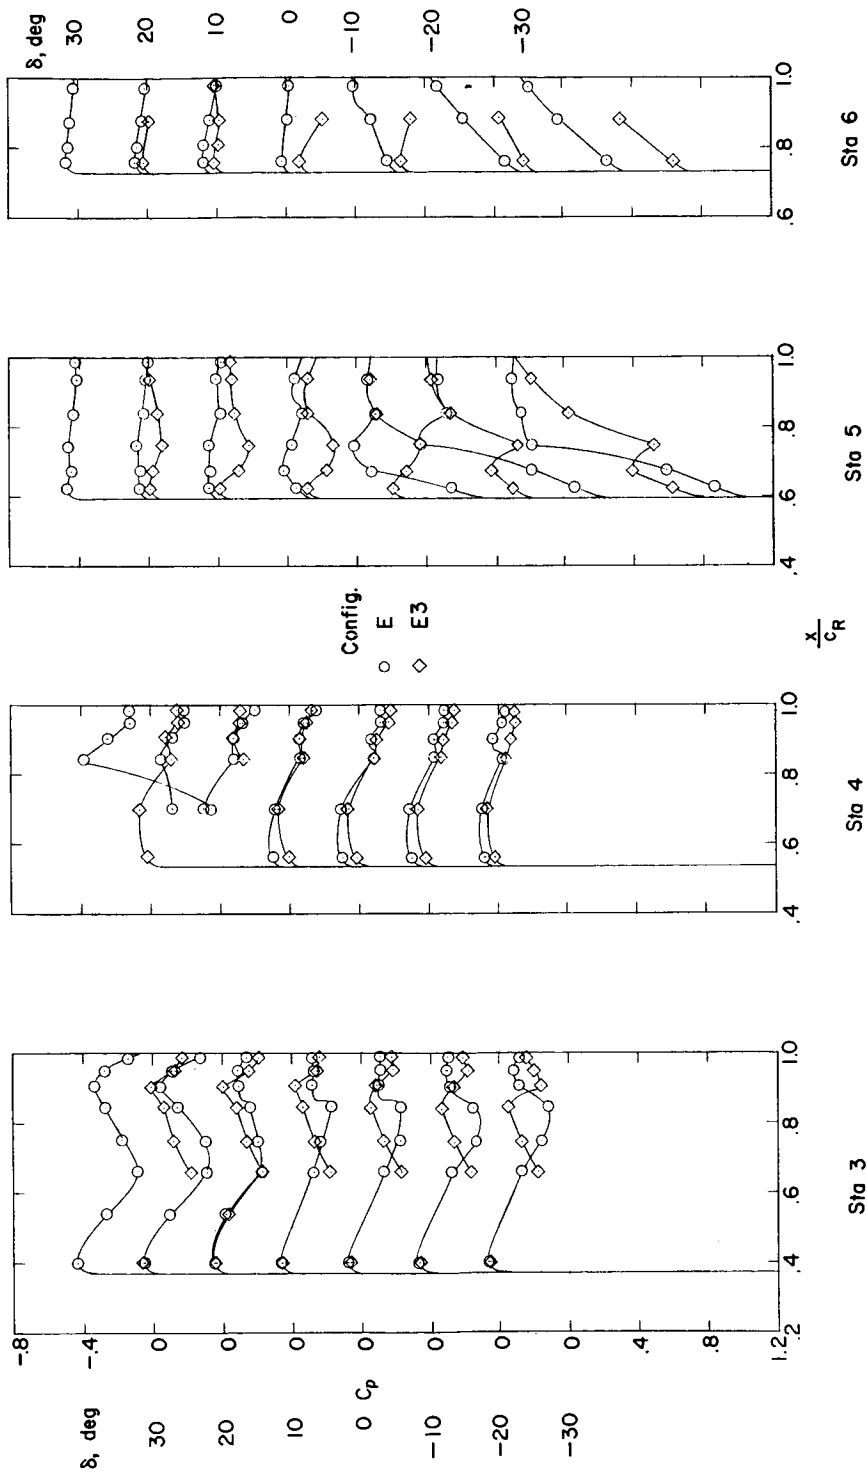 δ, deg
30
20
10
0
-10
-20
-30
-.8
-.4
0
0
0
0
0
0
0
.4
.8
1.2
C_p
.2 .4 .6 .8 1.0
Sta 3
.4 .6 .8 1.0
Sta 4
Config.
○ E
◇ E3
x/c_R
.4 .6 .8 1.0
Sta 5
.6 .8 1.0
Sta 6
δ, deg
30
20
10
0
-10
-20
-30